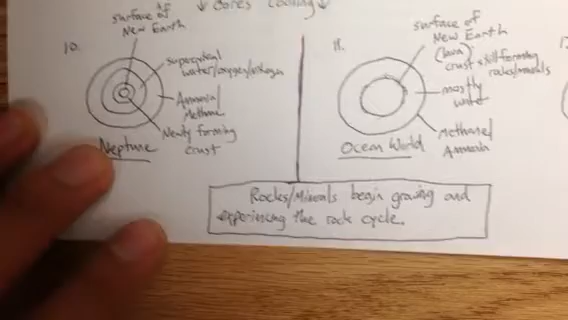 ↓ Cores Cooling ↓
10.
surface of
New Earth
supercritical
water/oxygen/nitrogen
Ammonia/
Methane
Newly forming
crust
Neptune
11.
surface of
New Earth
(lava)
crust still forming
rocks/minerals
mostly
water
Methane/
Ammonia
Ocean World
Rocks/Minerals begin growing and
experiencing the rock cycle.